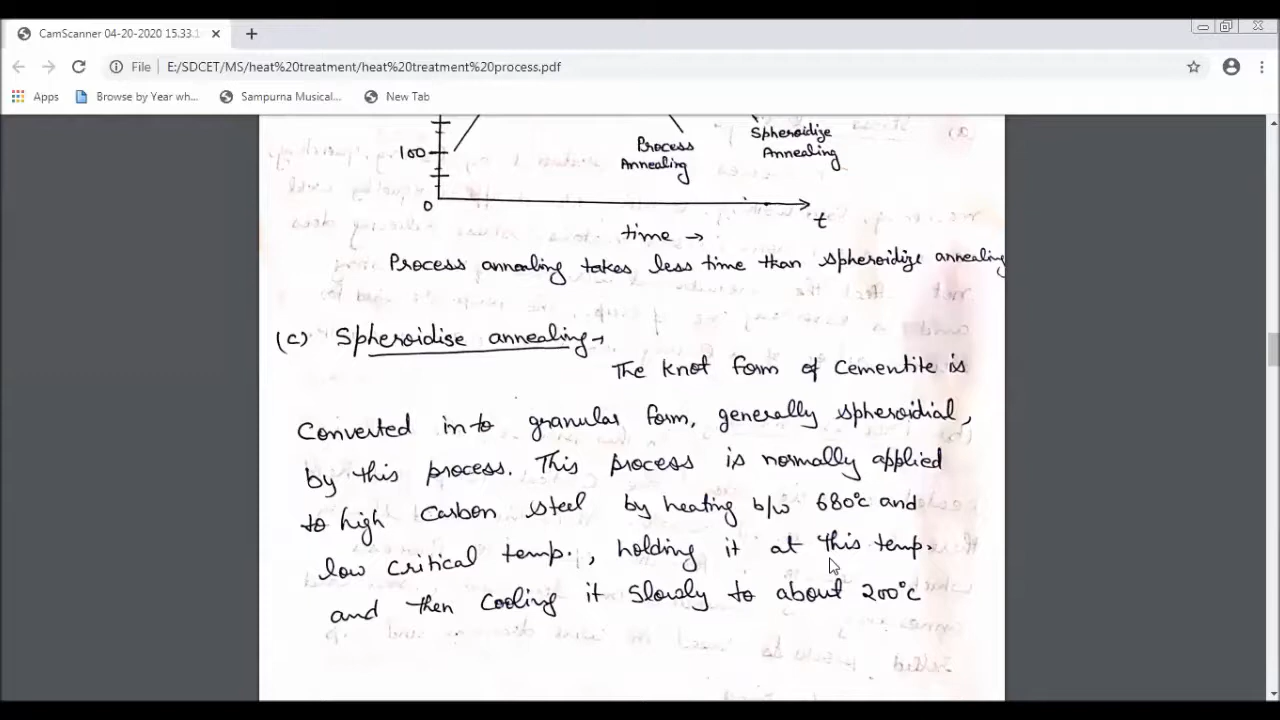 CamScanner 04-20-2020 15.33.1
File E:/SDCET/MS/heat%20treatment/heat%20treatment%20process.pdf
Apps Browse by Year wh... Sampurna Musical... New Tab
100
Process Annealing
Spheroidize Annealing
0
t
time →
Process annealing takes less time than spheroidize annealing
(c) Spheroidise annealing →
The knot form of cementite is
Converted in to granular form, generally spheroidial,
by this process. This process is normally applied
to high carbon steel by heating b/w 680°c and
low critical temp., holding it at this temp.
and then cooling it slowly to about 200°c